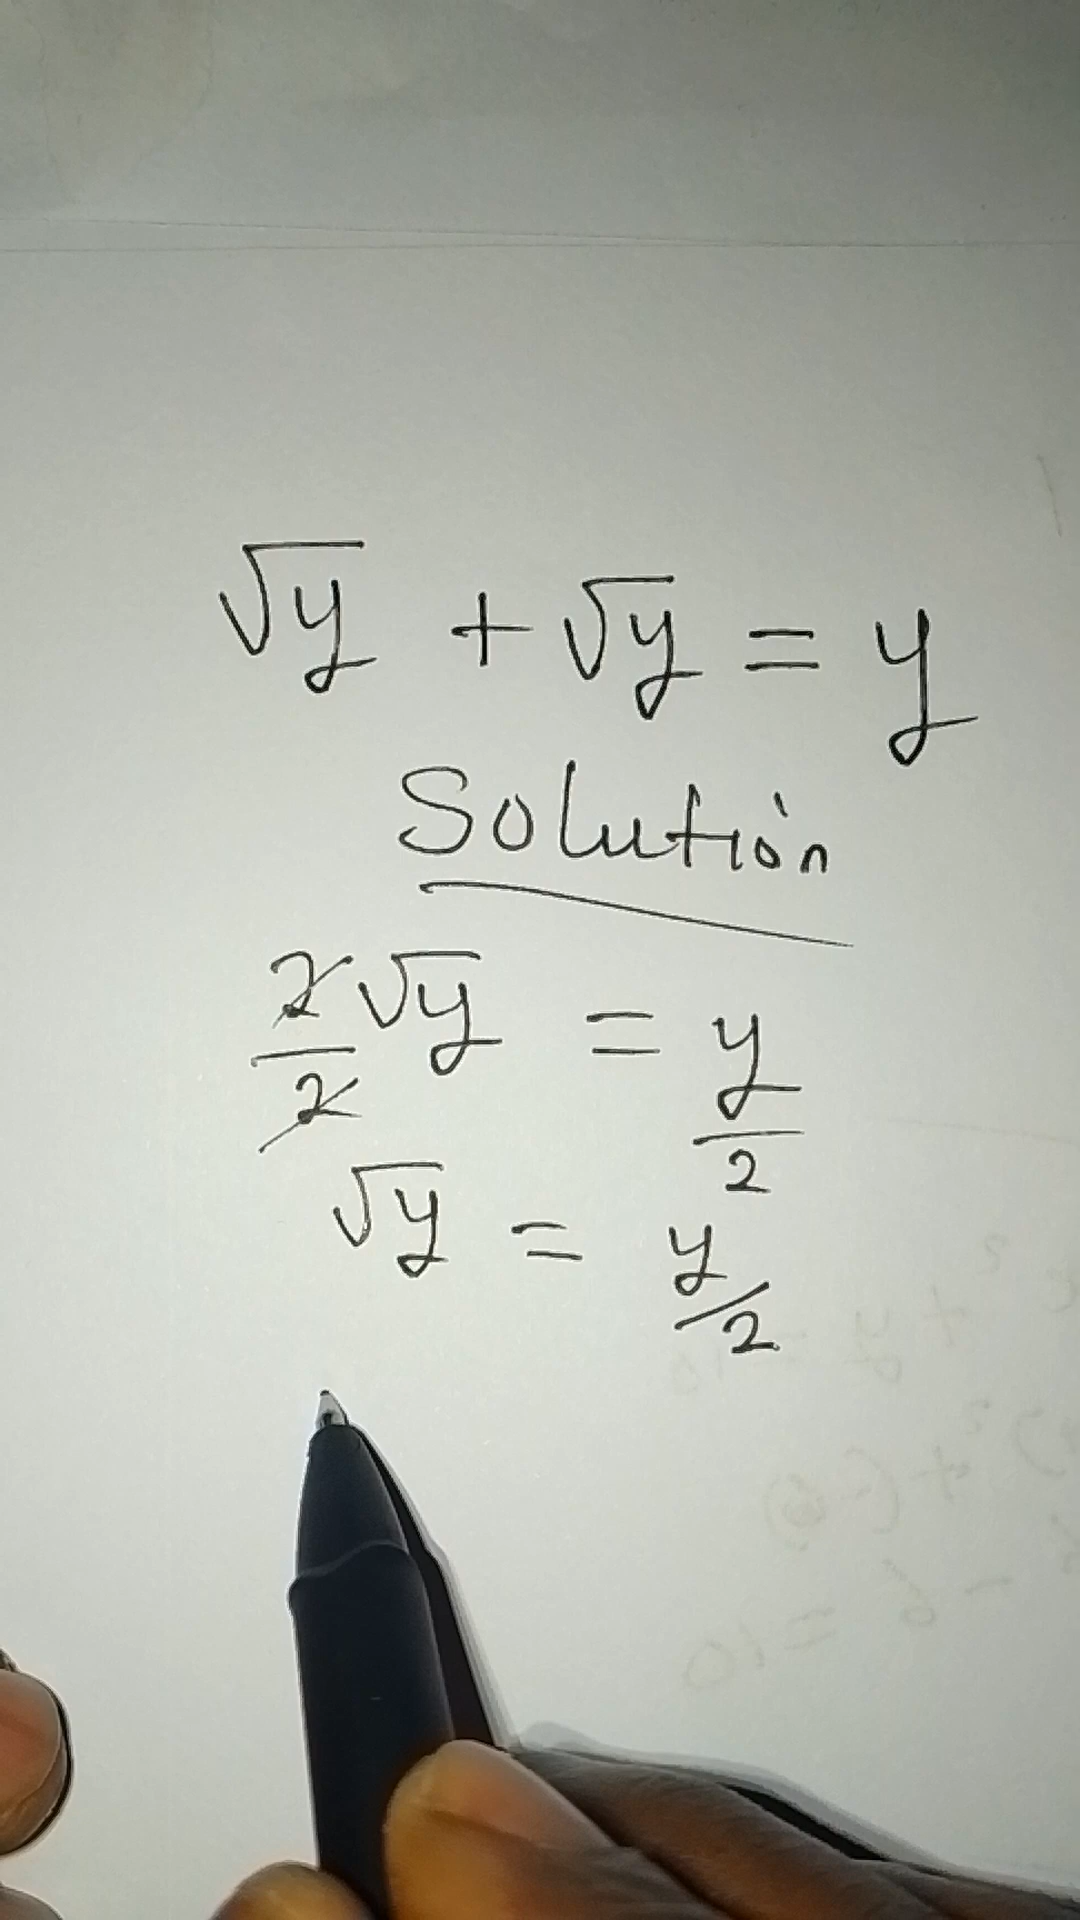 √y + √y = y
Solution
2√y/2 = y/2
√y = y/2